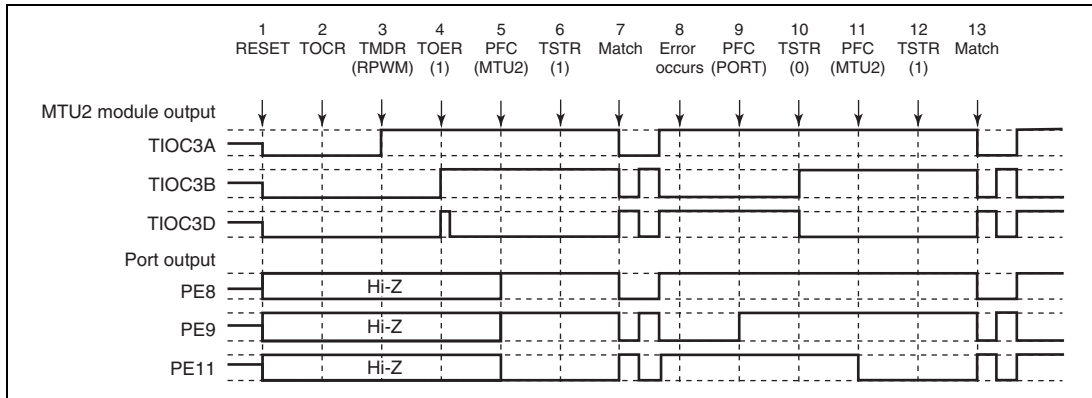 1 2 3 4 5 6 7 8 9 10 11 12 13
RESET TOCR TMDR TOER PFC TSTR Match Error PFC TSTR PFC TSTR Match
(RPWM) (1) (MTU2) (1) occurs (PORT) (0) (MTU2) (1)
MTU2 module output
TIOC3A
TIOC3B
TIOC3D
Port output
PE8 Hi-Z
PE9 Hi-Z
PE11 Hi-Z